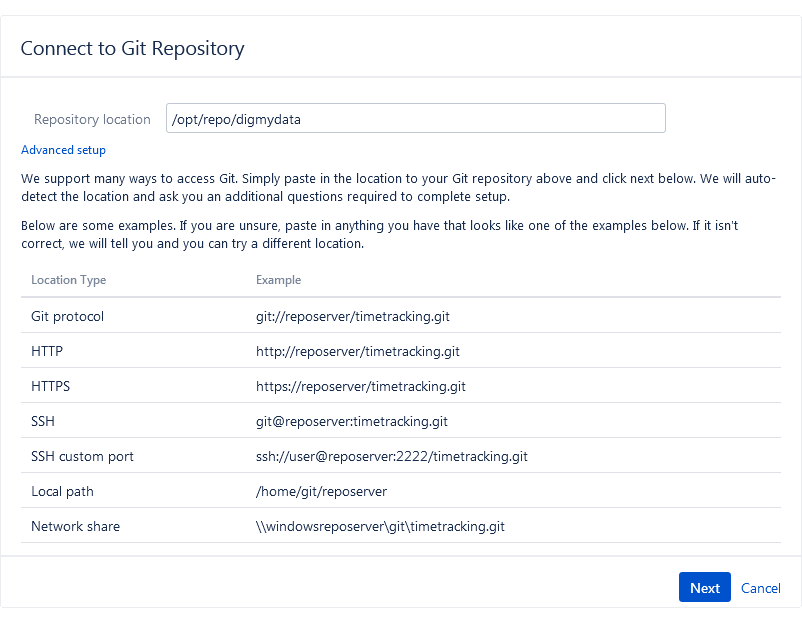 Connect to Git Repository
Repository location /opt/repo/digmydata
Advanced setup
We support many ways to access Git. Simply paste in the location to your Git repository above and click next below. We will auto-
detect the location and ask you an additional questions required to complete setup.
Below are some examples. If you are unsure, paste in anything you have that looks like one of the examples below. If it isn't
correct, we will tell you and you can try a different location.
Location Type Example
Git protocol git://reposerver/timetracking.git
HTTP http://reposerver/timetracking.git
HTTPS https://reposerver/timetracking.git
SSH git@reposerver:timetracking.git
SSH custom port ssh://user@reposerver:2222/timetracking.git
Local path /home/git/reposerver
Network share \\windowsreposerver\git\timetracking.git
Next Cancel